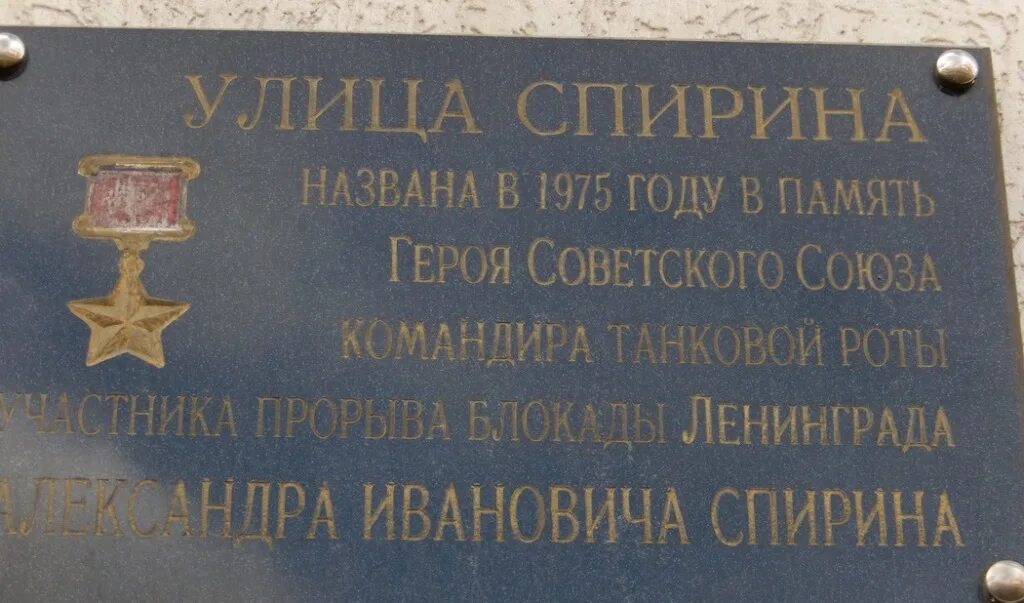 УЛИЦА СПИРИНА
НАЗВАНА В 1975 ГОДУ В ПАМЯТЬ
ГЕРОЯ СОВЕТСКОГО СОЮЗА
КОМАНДИРА ТАНКОВОЙ РОТЫ
УЧАСТНИКА ПРОРЫВА БЛОКАДЫ ЛЕНИНГРАДА
АЛЕКСАНДРА ИВАНОВИЧА СПИРИНА